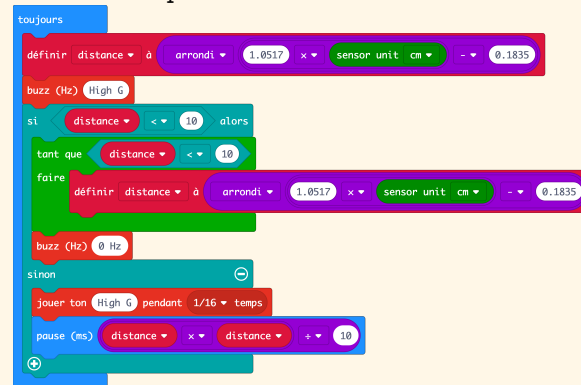 toujours
définir distance à arrondi 1.0517 × sensor unit cm - 0.1835
buzz (Hz) High G
si distance < 10 alors
tant que distance < 10
faire
définir distance à arrondi 1.0517 × sensor unit cm - 0.1835
buzz (Hz) 0 Hz
sinon
jouer ton High G pendant 1/16 temps
pause (ms) distance × distance ÷ 10